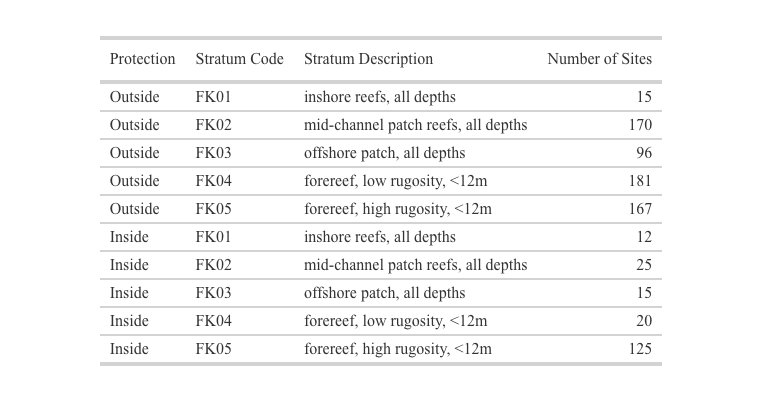 Protection Stratum Code Stratum Description Number of Sites
Outside FK01 inshore reefs, all depths 15
Outside FK02 mid-channel patch reefs, all depths 170
Outside FK03 offshore patch, all depths 96
Outside FK04 forereef, low rugosity, <12m 181
Outside FK05 forereef, high rugosity, <12m 167
Inside FK01 inshore reefs, all depths 12
Inside FK02 mid-channel patch reefs, all depths 25
Inside FK03 offshore patch, all depths 15
Inside FK04 forereef, low rugosity, <12m 20
Inside FK05 forereef, high rugosity, <12m 125